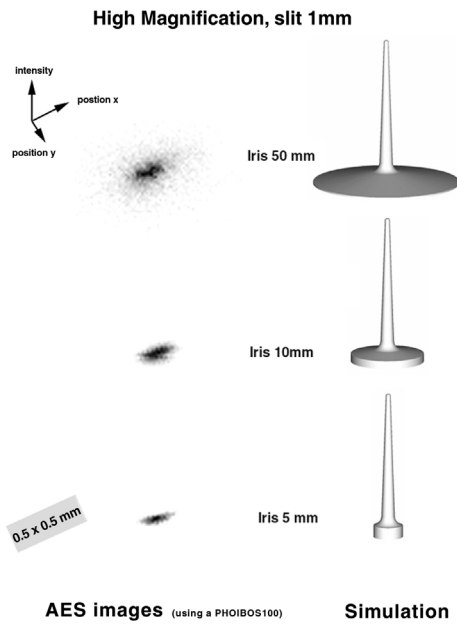 High Magnification, slit 1mm
intensity
postion x
position y
Iris 50 mm
Iris 10mm
Iris 5 mm
0.5 x 0.5 mm
AES images (using a PHOIBOS100) Simulation